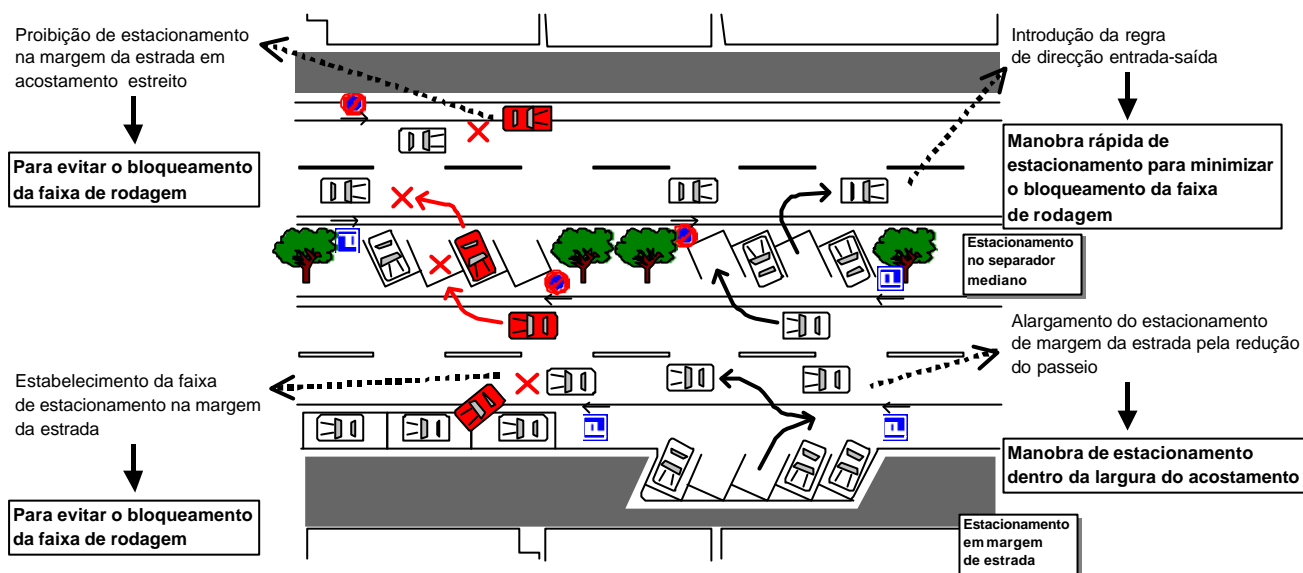 Proibição de estacionamento
na margem da estrada em
acostamento estreito
Para evitar o bloqueamento
da faixa de rodagem
Introdução da regra
de direcção entrada-saída
Manobra rápida de
estacionamento para minimizar
o bloqueamento da faixa
de rodagem
Estacionamento
no separador
mediano
Estabelecimento da faixa
de estacionamento na margem
da estrada
Para evitar o bloqueamento
da faixa de rodagem
Alargamento do estacionamento
de margem da estrada pela redução
do passeio
Manobra de estacionamento
dentro da largura do acostamento
Estacionamento
em margem
de estrada